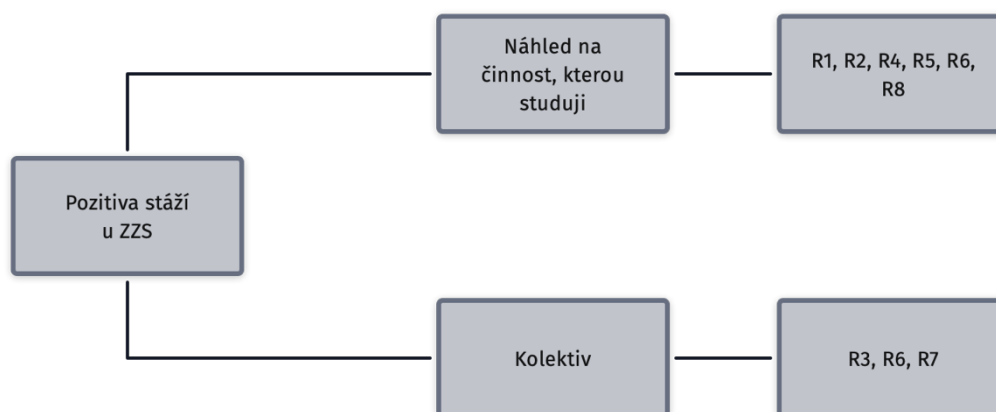 Náhled na
činnost, kterou
studuji
R1, R2, R4, R5, R6,
R8
Pozitiva stáží
u ZZS
Kolektiv
R3, R6, R7